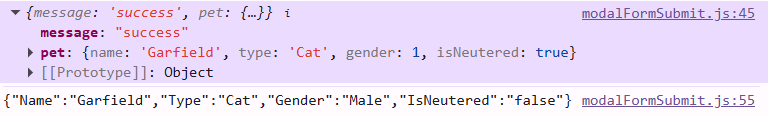 ▼ {message: 'success', pet: {…}} i modalFormSubmit.js:45
message: "success"
▶ pet: {name: 'Garfield', type: 'Cat', gender: 1, isNeutered: true}
▶ [[Prototype]]: Object
{"Name":"Garfield","Type":"Cat","Gender":"Male","IsNeutered":"false"} modalFormSubmit.js:55